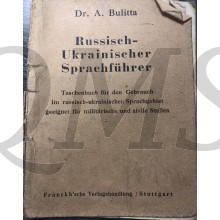 Dr. A. Bulitta
Russisch-
Ukrainischer
Sprachführer
Taschenbuch für den Gebrauch
im russisch-ukrainischen Sprachgebiet
geeignet für militärische und zivile Stellen
Franckh'sche Verlagshandlung / Stuttgart
QMS